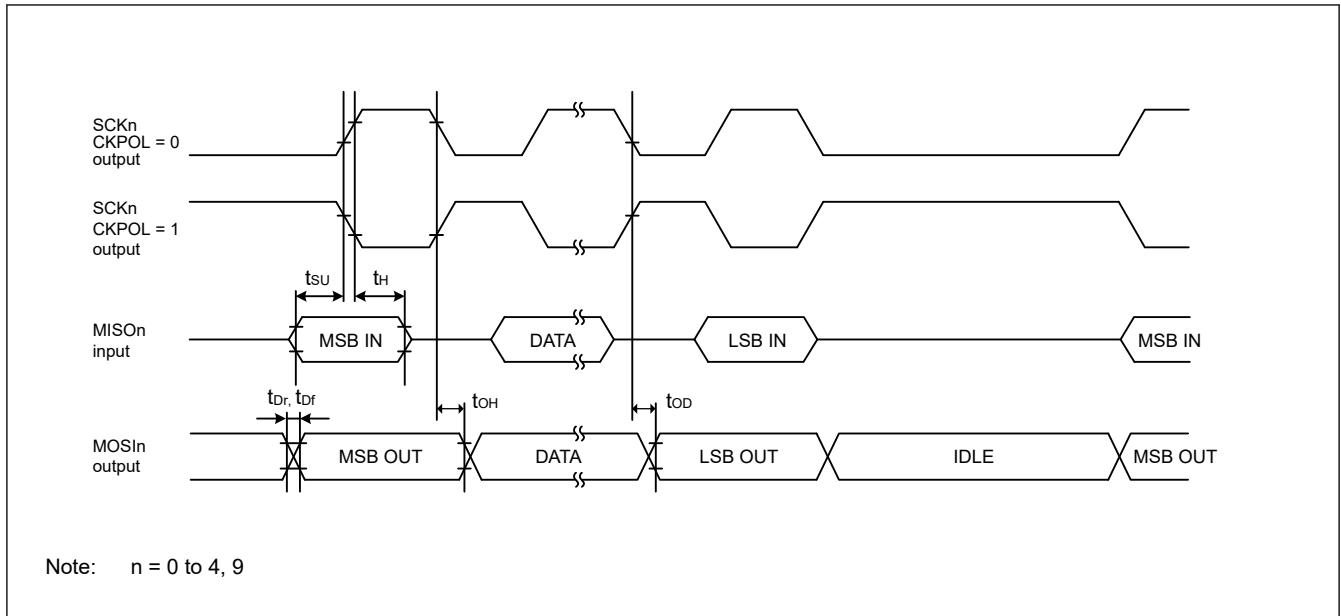 SCKn
CKPOL = 0
output
SCKn
CKPOL = 1
output
tSU
tH
MISOn
input
MSB IN
DATA
LSB IN
MSB IN
tDr, tDf
tOH
tOD
MOSIn
output
MSB OUT
DATA
LSB OUT
IDLE
MSB OUT
Note: n = 0 to 4, 9